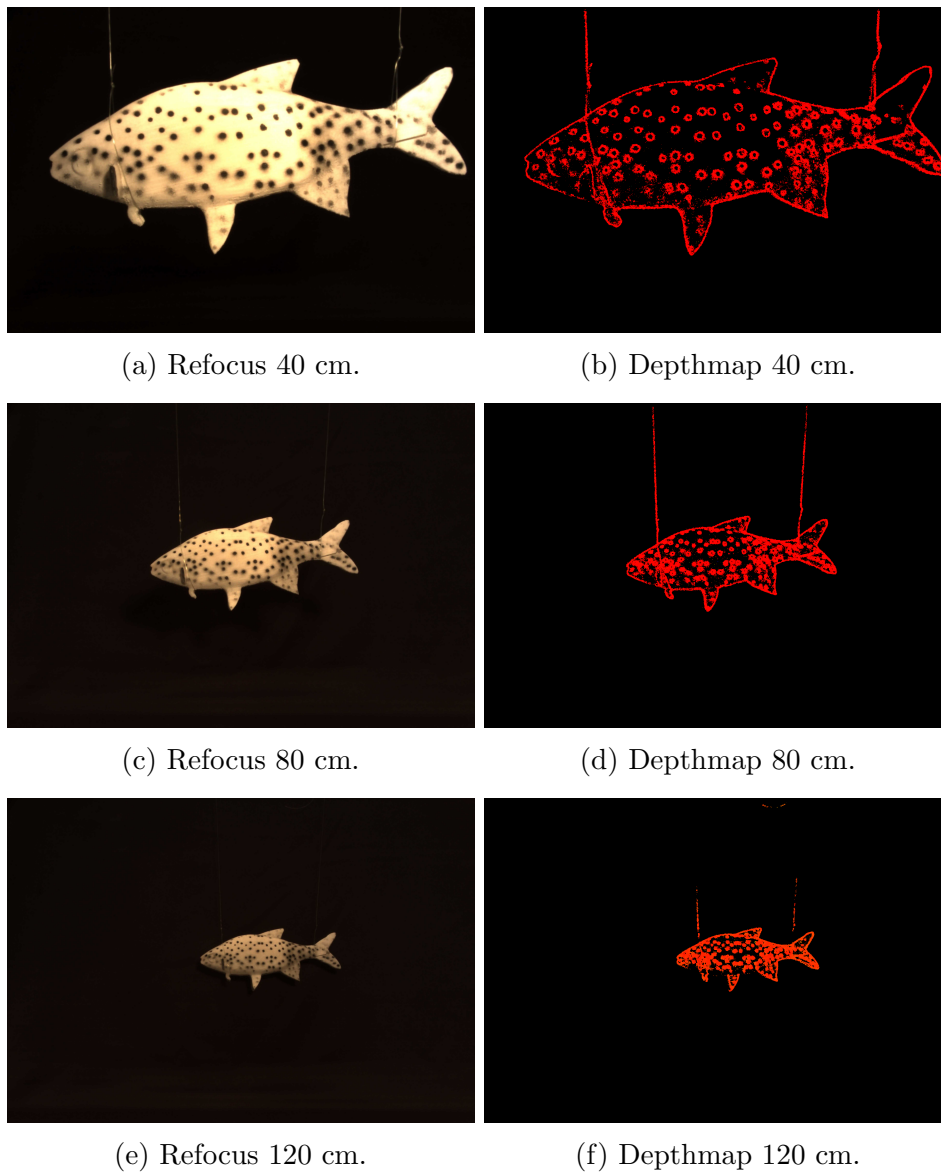 (a) Refocus 40 cm.
(b) Depthmap 40 cm.
(c) Refocus 80 cm.
(d) Depthmap 80 cm.
(e) Refocus 120 cm.
(f) Depthmap 120 cm.